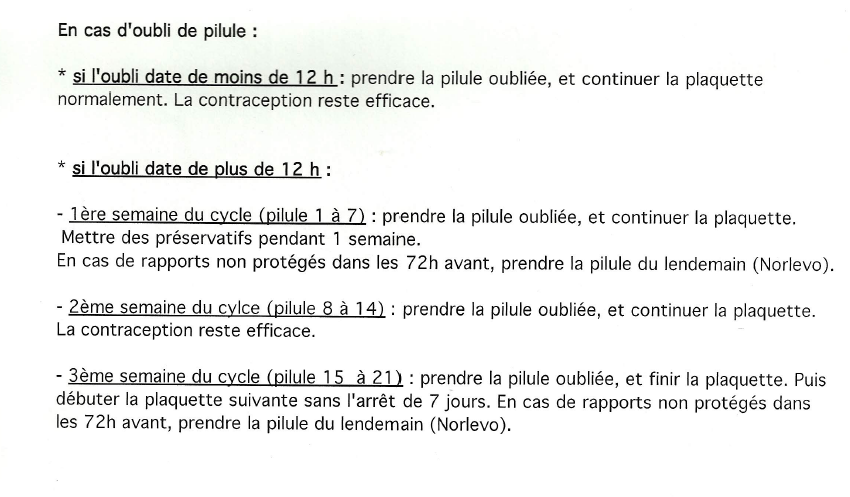 En cas d'oubli de pilule :
* si l'oubli date de moins de 12 h : prendre la pilule oubliée, et continuer la plaquette
normalement. La contraception reste efficace.
* si l'oubli date de plus de 12 h :
- 1ère semaine du cycle (pilule 1 à 7) : prendre la pilule oubliée, et continuer la plaquette.
Mettre des préservatifs pendant 1 semaine.
En cas de rapports non protégés dans les 72h avant, prendre la pilule du lendemain (Norlevo).
- 2ème semaine du cylce (pilule 8 à 14) : prendre la pilule oubliée, et continuer la plaquette.
La contraception reste efficace.
- 3ème semaine du cycle (pilule 15 à 21) : prendre la pilule oubliée, et finir la plaquette. Puis
débuter la plaquette suivante sans l'arrêt de 7 jours. En cas de rapports non protégés dans
les 72h avant, prendre la pilule du lendemain (Norlevo).